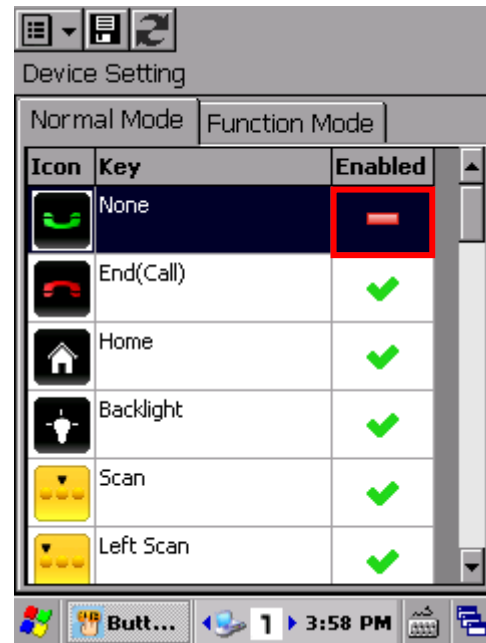 Device Setting
Normal Mode Function Mode
Icon Key Enabled
None
End(Call)
Home
Backlight
Scan
Left Scan
Butt... 1 3:58 PM